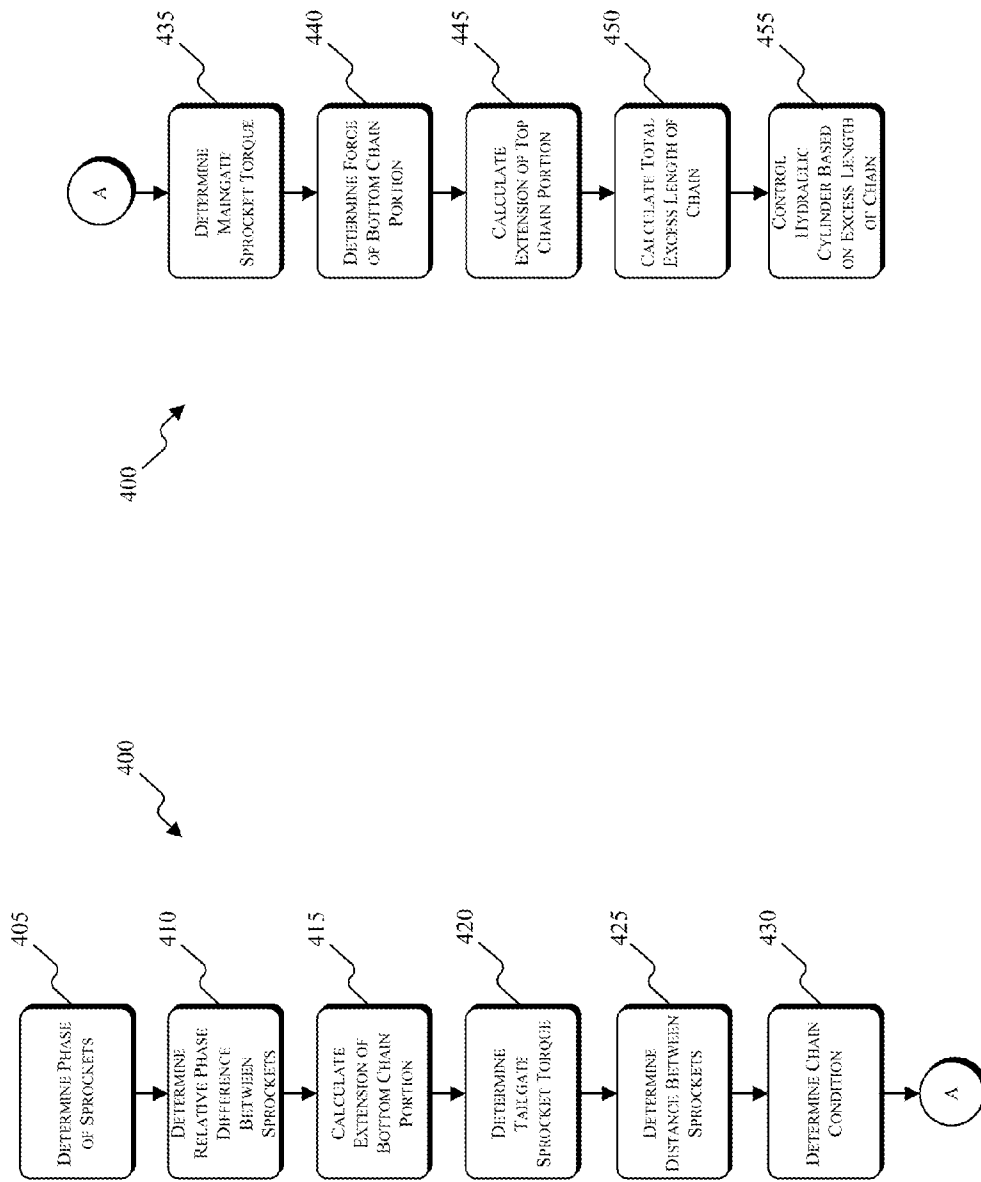 400
DETERMINE PHASE
OF SPROCKETS
405
DETERMINE
RELATIVE PHASE
DIFFERENCE
BETWEEN
SPROCKETS
410
CALCULATE
EXTENSION OF
BOTTOM CHAIN
PORTION
415
DETERMINE
TAILGATE
SPROCKET TORQUE
420
DETERMINE
DISTANCE BETWEEN
SPROCKETS
425
DETERMINE CHAIN
CONDITION
430
A
400
A
DETERMINE
MAINGATE
SPROCKET TORQUE
435
DETERMINE FORCE
OF BOTTOM CHAIN
PORTION
440
CALCULATE
EXTENSION OF TOP
CHAIN PORTION
445
CALCULATE TOTAL
EXCESS LENGTH OF
CHAIN
450
CONTROL
HYDRAULIC
CYLINDER BASED
ON EXCESS LENGTH
OF CHAIN
455